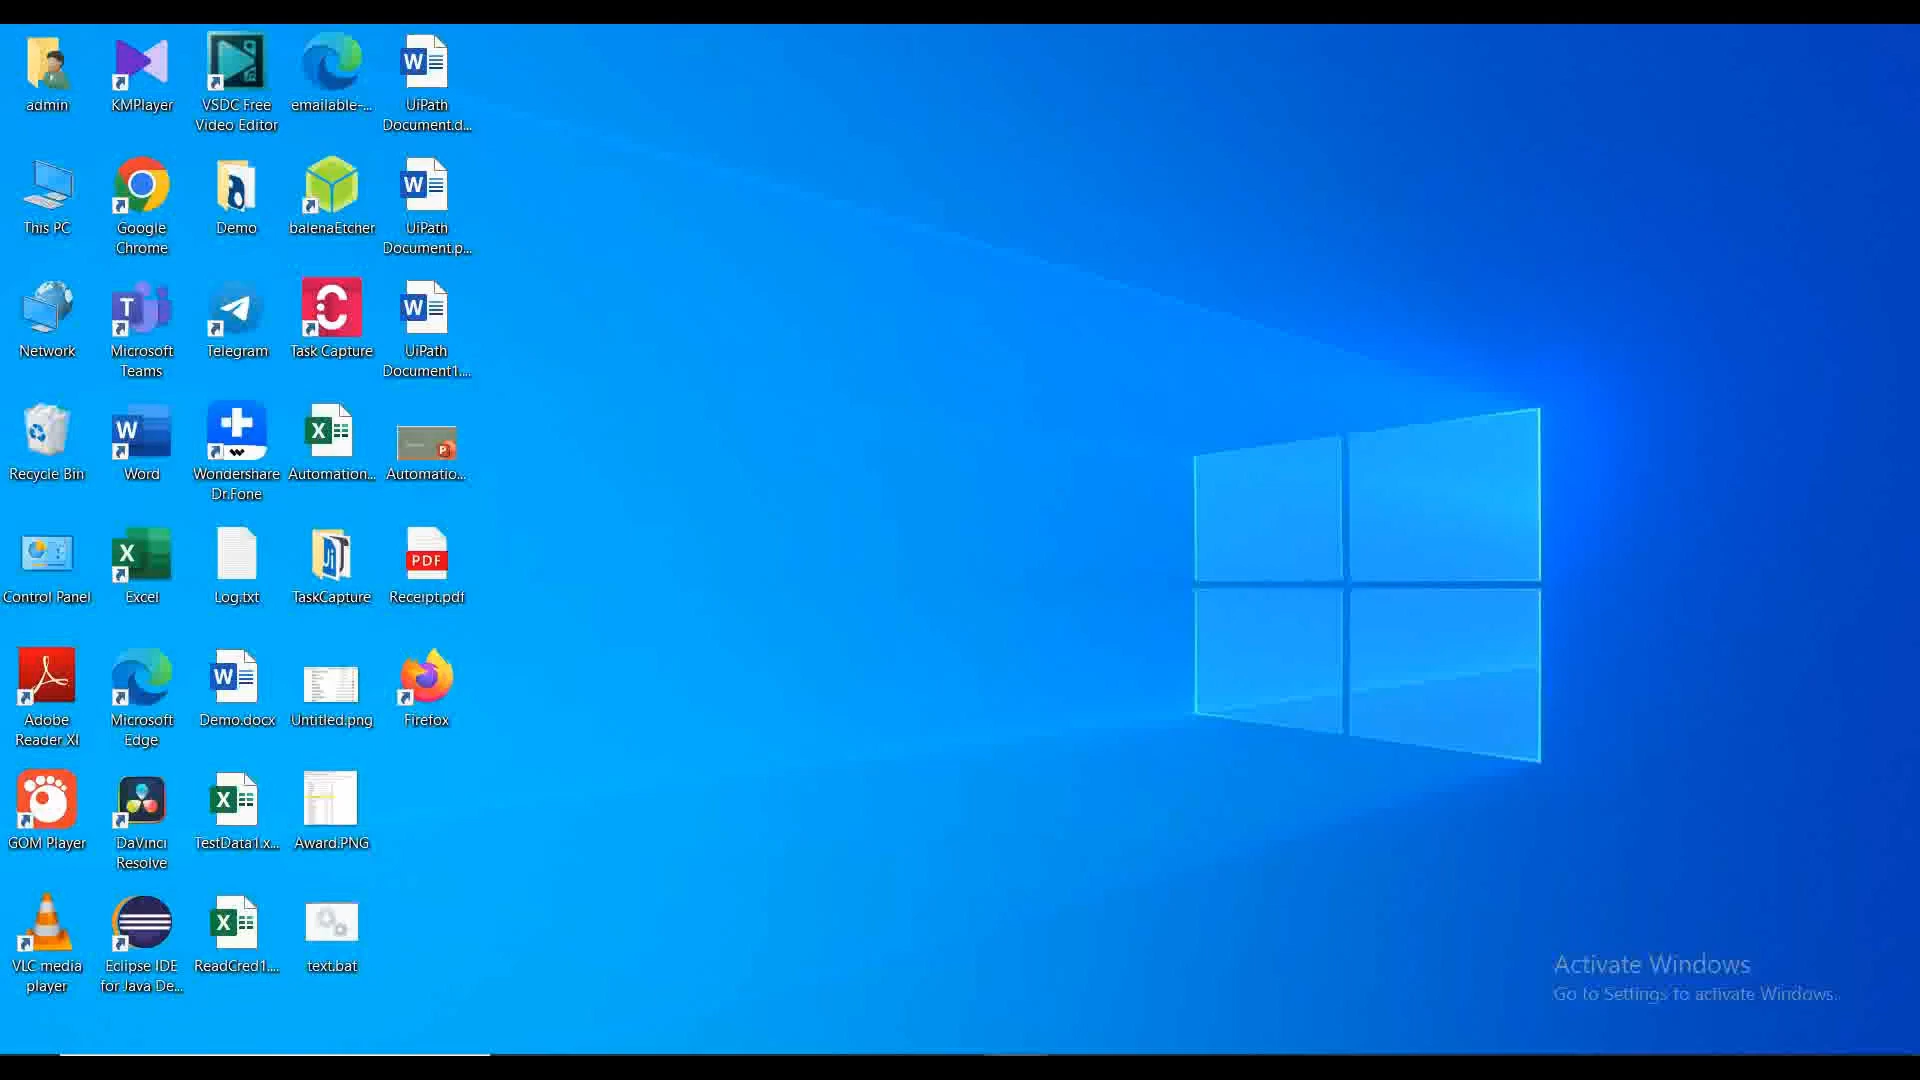 admin
KMPlayer
VSDC Free
Video Editor
emailable-...
UiPath
Document.d...
This PC
Google
Chrome
Demo
balenaEtcher
UiPath
Document.p...
Network
Microsoft
Teams
Telegram
Task Capture
UiPath
Document1....
Recycle Bin
Word
Wondershare
Dr.Fone
Automation...
Automatio...
Control Panel
Excel
Log.txt
TaskCapture
PDF
Receipt.pdf
Adobe
Reader XI
Microsoft
Edge
Demo.docx
Untitled.png
Firefox
GOM Player
DaVinci
Resolve
TestData1.x...
Award.PNG
VLC media
player
Eclipse IDE
for Java De...
ReadCred1....
text.bat
Activate Windows
Go to Settings to activate Windows.